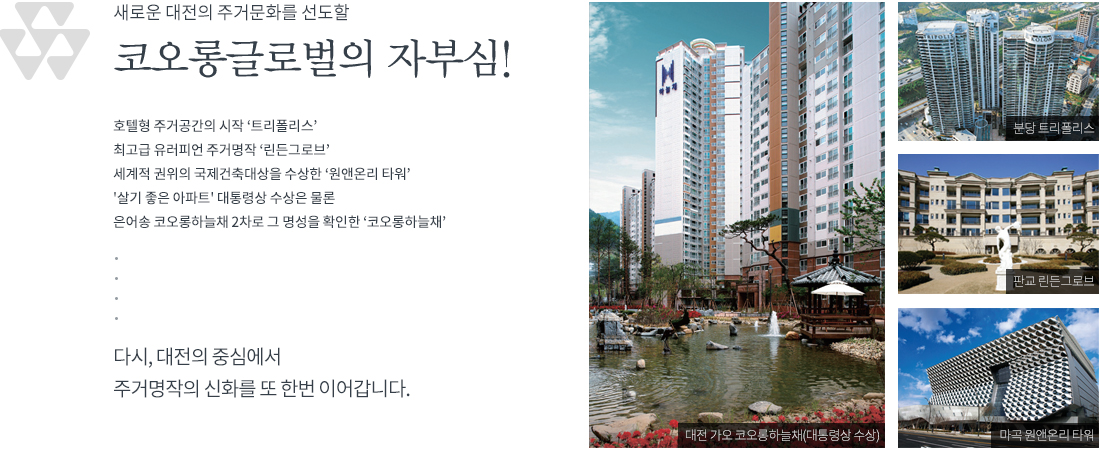 새로운 대전의 주거문화를 선도할
코오롱글로벌의 자부심!
호텔형 주거공간의 시작 ‘트리폴리스’
최고급 유러피언 주거명작 ‘린든그로브’
세계적 권위의 국제건축대상을 수상한 ‘원앤온리 타워’
'살기 좋은 아파트' 대통령상 수상은 물론
은어송 코오롱하늘채 2차로 그 명성을 확인한 ‘코오롱하늘채’
다시, 대전의 중심에서
주거명작의 신화를 또 한번 이어갑니다.
하늘채
대전 가오 코오롱하늘채(대통령상 수상)
분당 트리폴리스
판교 린든그로브
마곡 원앤온리 타워